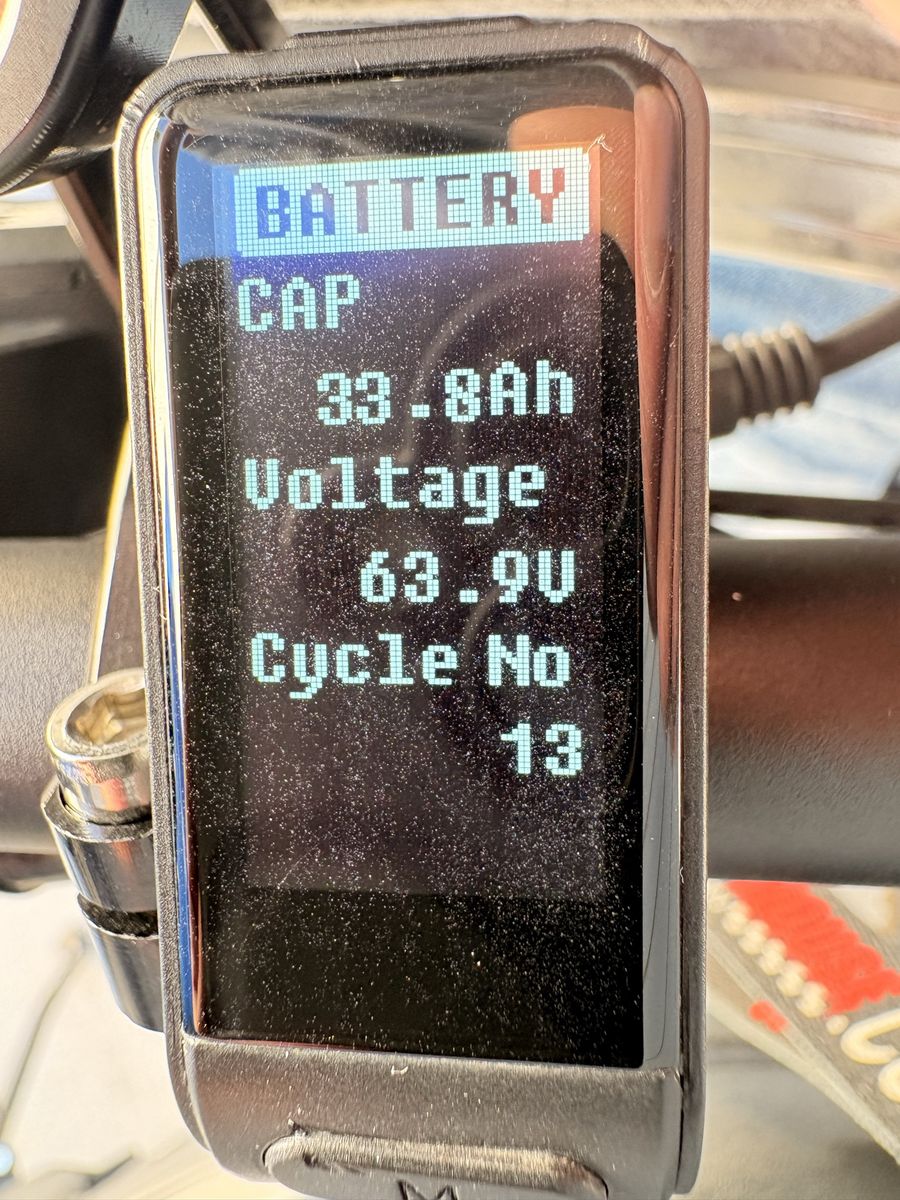 BATTERY
CAP
33.8Ah
Voltage
63.9V
Cycle No
13
M